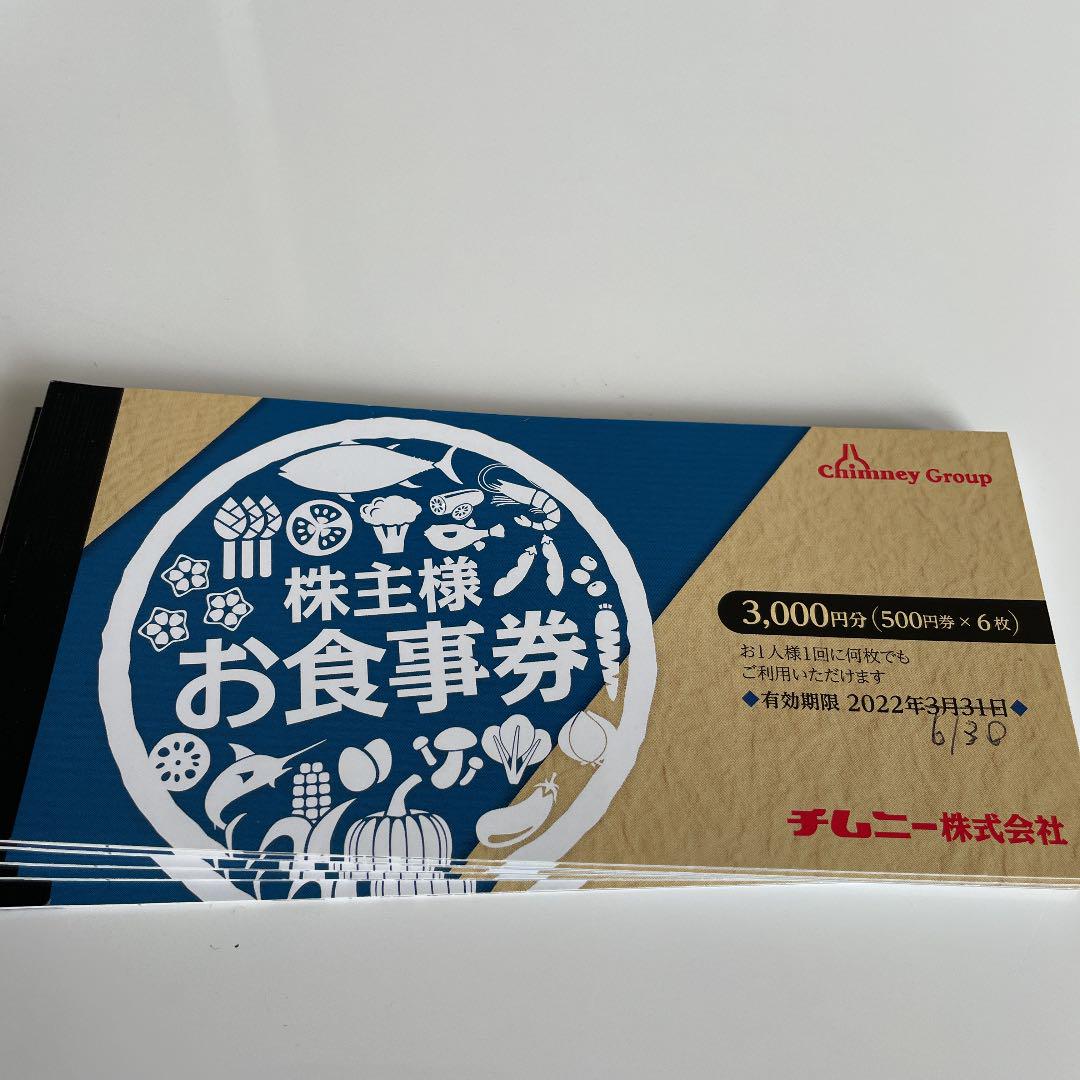 株主様
お食事券
Chimney Group
3,000円分(500円券×6枚)
お1人様1回に何枚でも
ご利用いただけます
◆有効期限 2022年3月31日◆
6/30
チムニー株式会社